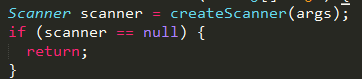 Scanner scanner = createScanner(args);
if (scanner == null) {
return;
}